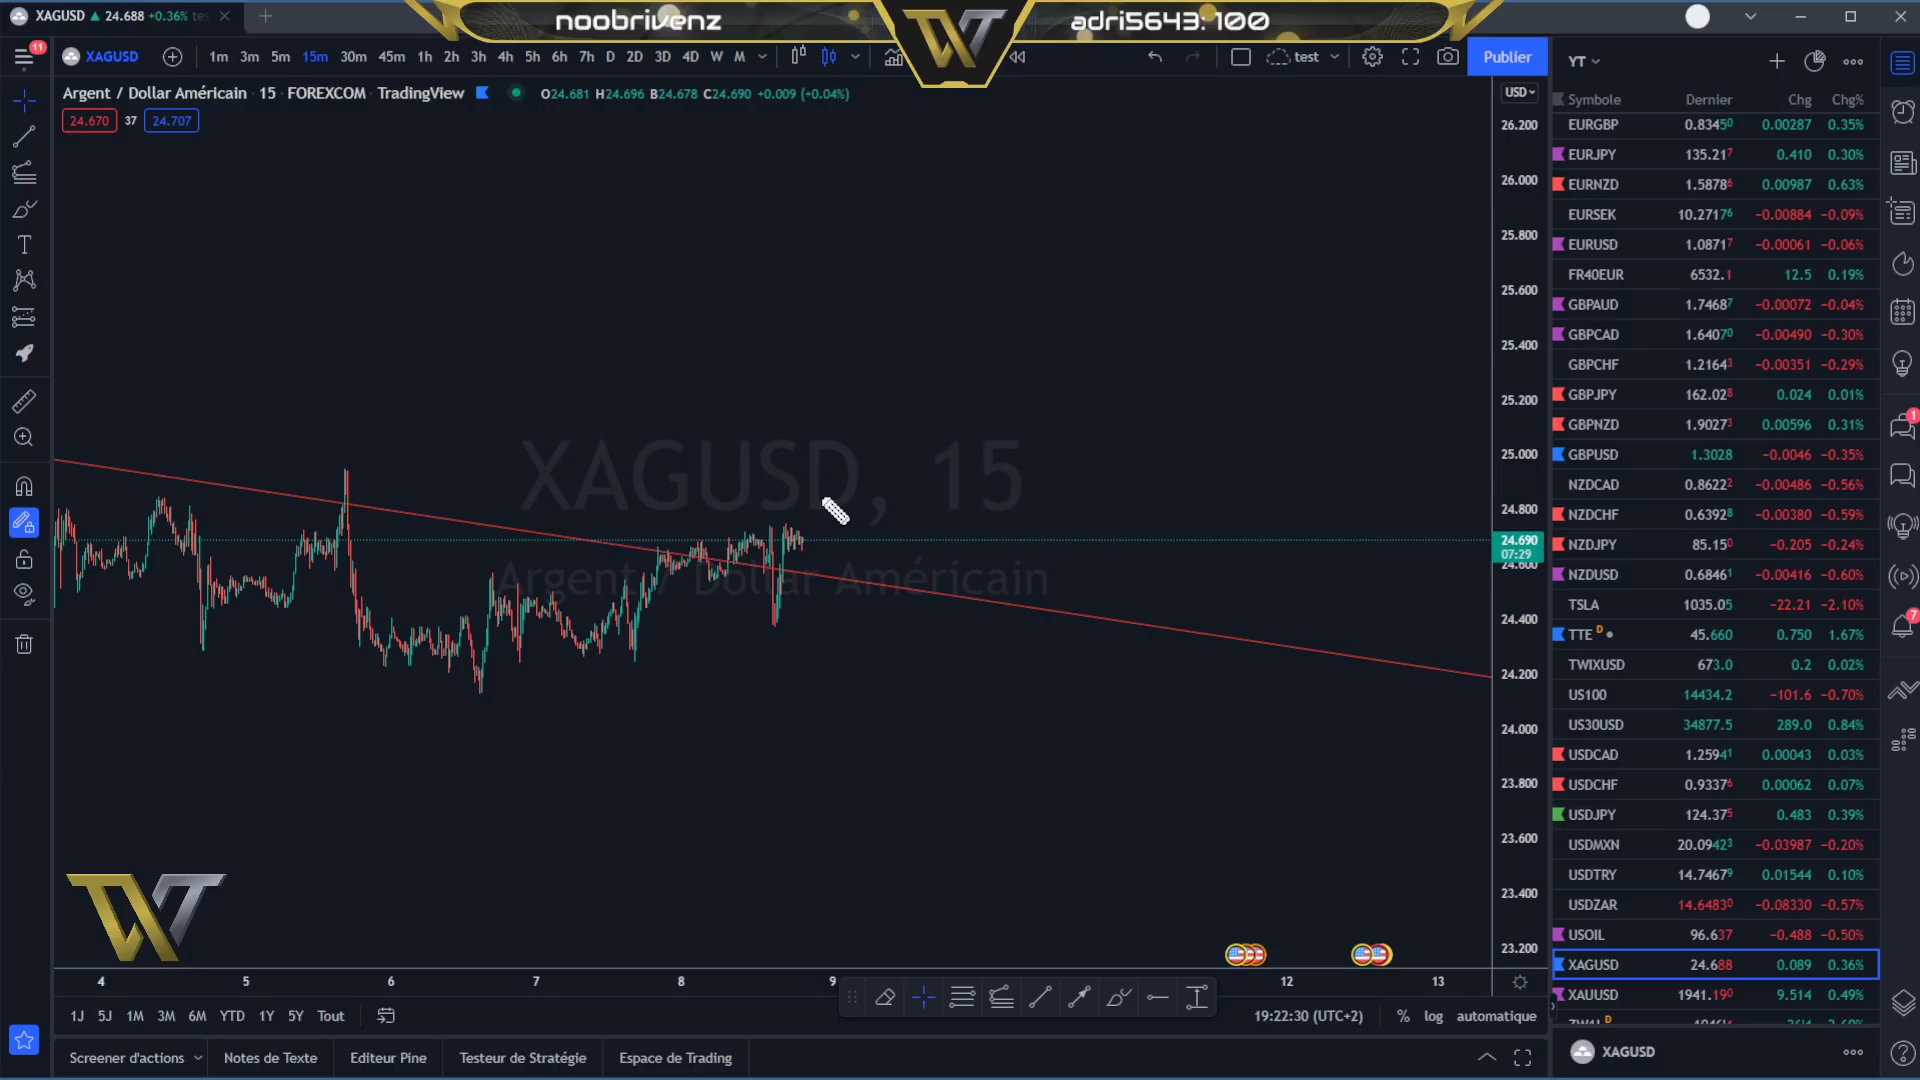 XAGUSD ▲ 24.688 +0.36% tes
noobrivenz
adri5643: 100
11
XAGUSD
1m 3m 5m 15m 30m 45m 1h 2h 3h 4h 5h 6h 7h D 2D 3D 4D W M
test
Publier
YT
Argent / Dollar Américain · 15 · FOREXCOM · TradingView
O24.681 H24.696 B24.678 C24.690 +0.009 (+0.04%)
24.670 37 24.707
USD
26.200
26.000
25.800
25.600
25.400
25.200
25.000
24.800
24.690
07:29
24.600
24.400
24.200
24.000
23.800
23.600
23.400
23.200
XAGUSD, 15
Argent / Dollar Américain
Symbole Dernier Chg Chg%
EURGBP 0.83450 0.00287 0.35%
EURJPY 135.217 0.410 0.30%
EURNZD 1.58786 0.00987 0.63%
EURSEK 10.27176 −0.00884 −0.09%
EURUSD 1.08717 −0.00061 −0.06%
FR40EUR 6532.1 12.5 0.19%
GBPAUD 1.74687 −0.00072 −0.04%
GBPCAD 1.64070 −0.00490 −0.30%
GBPCHF 1.21643 −0.00351 −0.29%
GBPJPY 162.028 0.024 0.01%
GBPNZD 1.90273 0.00596 0.31%
GBPUSD 1.3028 −0.0046 −0.35%
NZDCAD 0.86222 −0.00486 −0.56%
NZDCHF 0.63928 −0.00380 −0.59%
NZDJPY 85.150 −0.205 −0.24%
NZDUSD 0.68461 −0.00416 −0.60%
TSLA 1035.05 −22.21 −2.10%
TTE D 45.660 0.750 1.67%
TWIXUSD 673.0 0.2 0.02%
US100 14434.2 −101.6 −0.70%
US30USD 34877.5 289.0 0.84%
USDCAD 1.25941 0.00043 0.03%
USDCHF 0.93376 0.00062 0.07%
USDJPY 124.375 0.483 0.39%
USDMXN 20.09423 −0.03987 −0.20%
USDTRY 14.74679 0.01544 0.10%
USDZAR 14.64830 −0.08330 −0.57%
USOIL 96.637 −0.488 −0.50%
XAGUSD 24.688 0.089 0.36%
XAUUSD 1941.190 9.514 0.49%
XAGUSD
1
7
4 5 6 7 8 9 12 13
1J 5J 1M 3M 6M YTD 1Y 5Y Tout
19:22:30 (UTC+2) % log automatique
Screener d'actions Notes de Texte Editeur Pine Testeur de Stratégie Espace de Trading